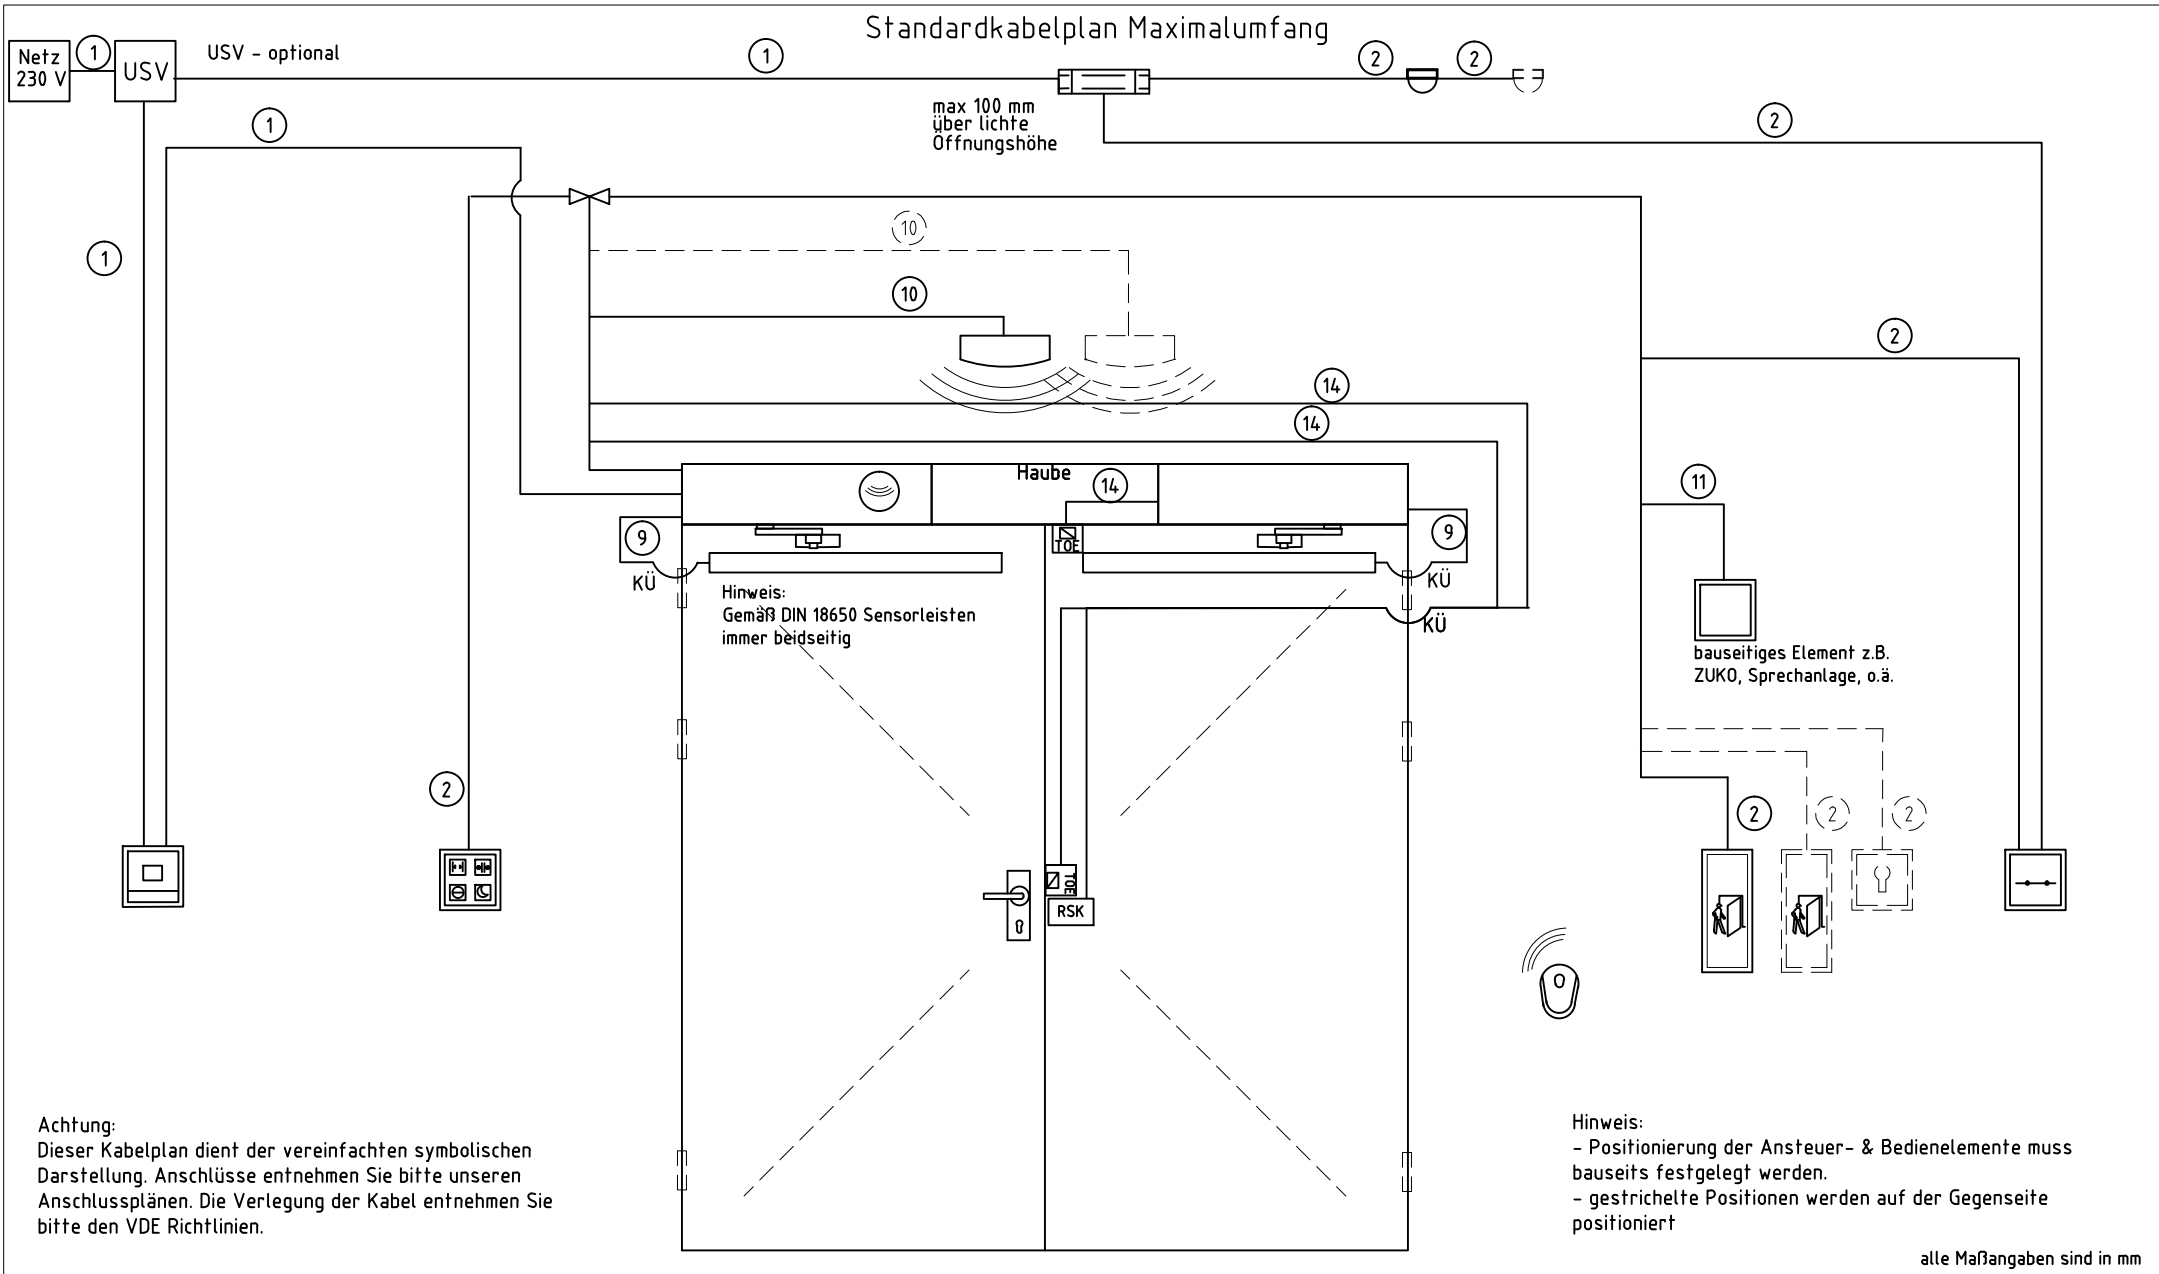 Standardkabelplan Maximalumfang
Netz
230 V
1
USV
USV - optional
1
2
2
max 100 mm
über lichte
Öffnungshöhe
1
2
1
10
10
2
14
14
Haube
14
11
9
TOE
9
KÜ
KÜ
Hinweis:
Gemäß DIN 18650 Sensorleisten
immer beidseitig
KÜ
bauseitiges Element z.B.
ZUKO, Sprechanlage, o.ä.
2
2
2
2
TOE
RSK
Achtung:
Dieser Kabelplan dient der vereinfachten symbolischen
Darstellung. Anschlüsse entnehmen Sie bitte unseren
Anschlussplänen. Die Verlegung der Kabel entnehmen Sie
bitte den VDE Richtlinien.
Hinweis:
- Positionierung der Ansteuer- & Bedienelemente muss
bauseits festgelegt werden.
- gestrichelte Positionen werden auf der Gegenseite
positioniert
alle Maßangaben sind in mm